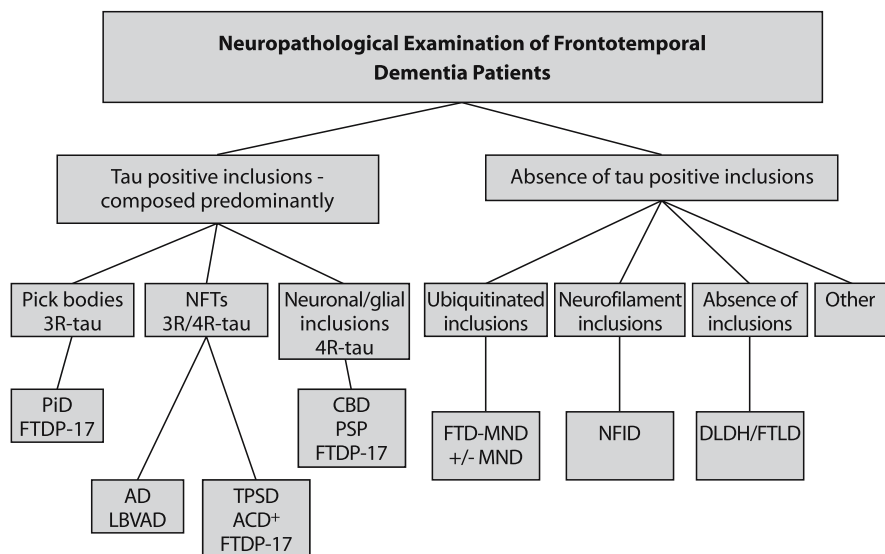 Neuropathological Examination of Frontotemporal
Dementia Patients
Tau positive inclusions -
composed predominantly
Absence of tau positive inclusions
Pick bodies
3R-tau
NFTs
3R/4R-tau
Neuronal/glial
inclusions
4R-tau
Ubiquitinated
inclusions
Neurofilament
inclusions
Absence of
inclusions
Other
PiD
FTDP-17
CBD
PSP
FTDP-17
FTD-MND
+/- MND
NFID
DLDH/FTLD
AD
LBVAD
TPSD
ACD⁺
FTDP-17